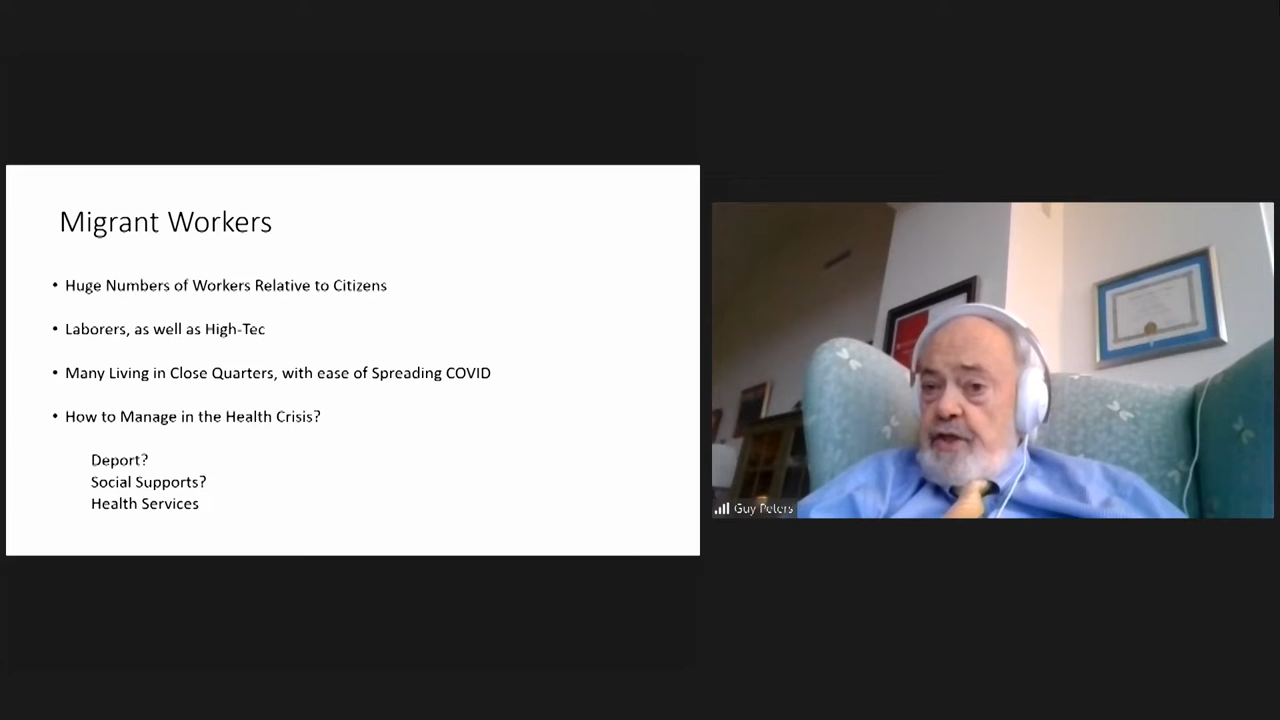 Migrant Workers
• Huge Numbers of Workers Relative to Citizens
• Laborers, as well as High-Tec
• Many Living in Close Quarters, with ease of Spreading COVID
• How to Manage in the Health Crisis?
Deport?
Social Supports?
Health Services
Guy Peters